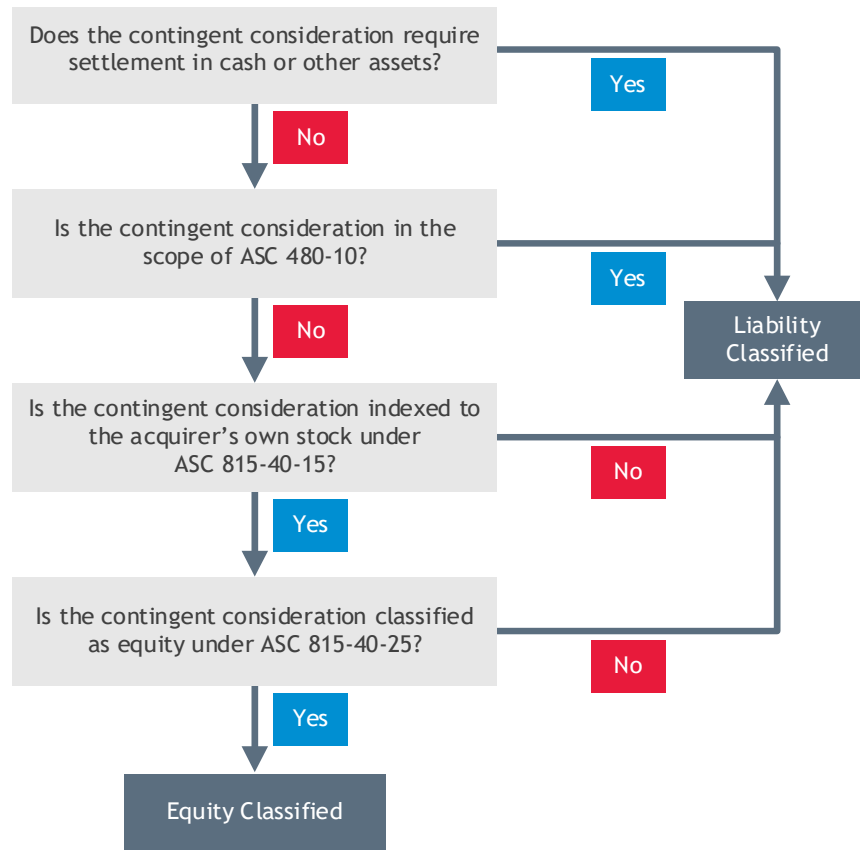 Does the contingent consideration require
settlement in cash or other assets?
Yes
No
Is the contingent consideration in the
scope of ASC 480-10?
Yes
No
Liability
Classified
Is the contingent consideration indexed to
the acquirer’s own stock under
ASC 815-40-15?
No
Yes
Is the contingent consideration classified
as equity under ASC 815-40-25?
No
Yes
Equity Classified